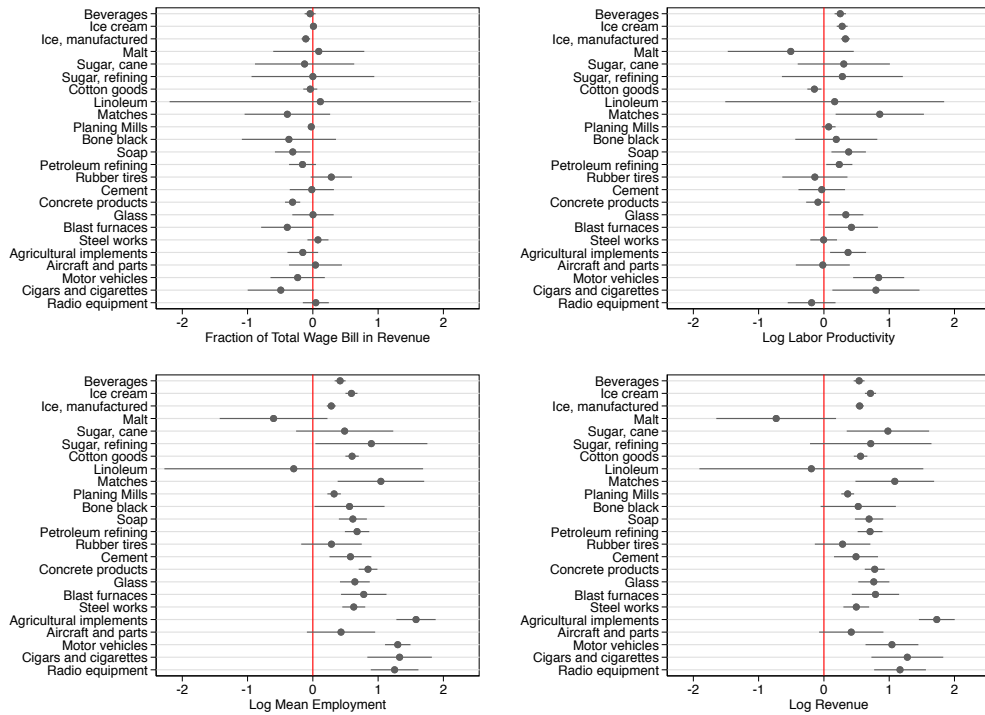 Beverages
Ice cream
Ice, manufactured
Malt
Sugar, cane
Sugar, refining
Cotton goods
Linoleum
Matches
Planing Mills
Bone black
Soap
Petroleum refining
Rubber tires
Cement
Concrete products
Glass
Blast furnaces
Steel works
Agricultural implements
Aircraft and parts
Motor vehicles
Cigars and cigarettes
Radio equipment
-2 -1 0 1 2
Fraction of Total Wage Bill in Revenue
Beverages
Ice cream
Ice, manufactured
Malt
Sugar, cane
Sugar, refining
Cotton goods
Linoleum
Matches
Planing Mills
Bone black
Soap
Petroleum refining
Rubber tires
Cement
Concrete products
Glass
Blast furnaces
Steel works
Agricultural implements
Aircraft and parts
Motor vehicles
Cigars and cigarettes
Radio equipment
-2 -1 0 1 2
Log Labor Productivity
Beverages
Ice cream
Ice, manufactured
Malt
Sugar, cane
Sugar, refining
Cotton goods
Linoleum
Matches
Planing Mills
Bone black
Soap
Petroleum refining
Rubber tires
Cement
Concrete products
Glass
Blast furnaces
Steel works
Agricultural implements
Aircraft and parts
Motor vehicles
Cigars and cigarettes
Radio equipment
-2 -1 0 1 2
Log Mean Employment
Beverages
Ice cream
Ice, manufactured
Malt
Sugar, cane
Sugar, refining
Cotton goods
Linoleum
Matches
Planing Mills
Bone black
Soap
Petroleum refining
Rubber tires
Cement
Concrete products
Glass
Blast furnaces
Steel works
Agricultural implements
Aircraft and parts
Motor vehicles
Cigars and cigarettes
Radio equipment
-2 -1 0 1 2
Log Revenue